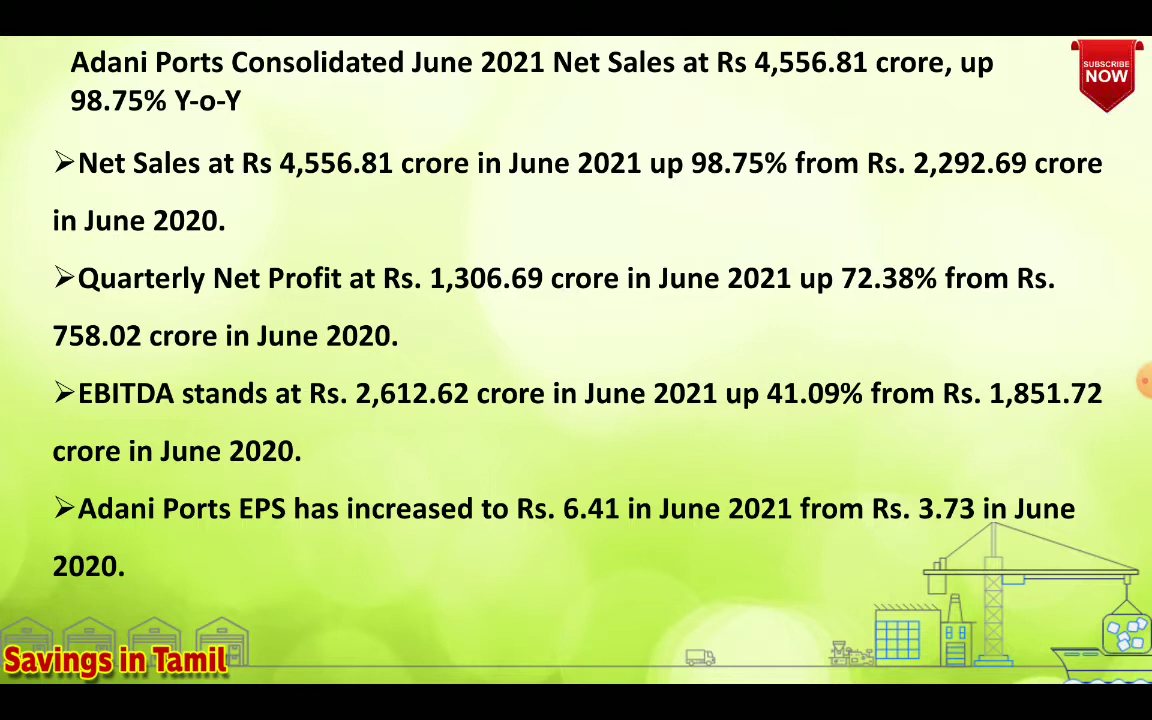 Adani Ports Consolidated June 2021 Net Sales at Rs 4,556.81 crore, up
98.75% Y-o-Y
SUBSCRIBE
NOW
➢Net Sales at Rs 4,556.81 crore in June 2021 up 98.75% from Rs. 2,292.69 crore
in June 2020.
➢Quarterly Net Profit at Rs. 1,306.69 crore in June 2021 up 72.38% from Rs.
758.02 crore in June 2020.
➢EBITDA stands at Rs. 2,612.62 crore in June 2021 up 41.09% from Rs. 1,851.72
crore in June 2020.
➢Adani Ports EPS has increased to Rs. 6.41 in June 2021 from Rs. 3.73 in June
2020.
Savings in Tamil